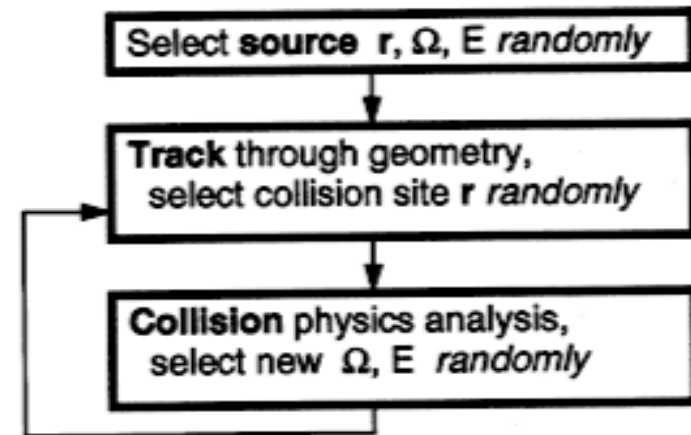 Select source r, Ω, E randomly
Track through geometry,
select collision site r randomly
Collision physics analysis,
select new Ω, E randomly